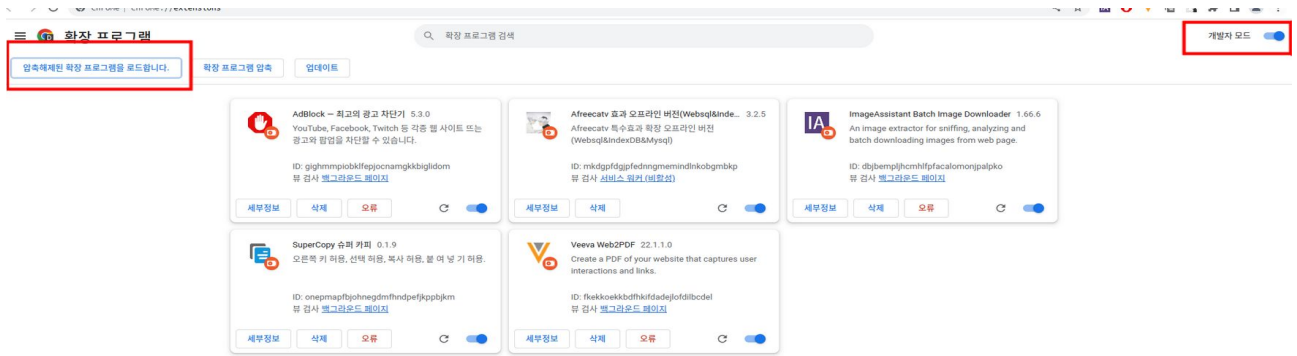 chrome://extensions
확장 프로그램
확장 프로그램 검색
개발자 모드
압축해제된 확장 프로그램을 로드합니다.
확장 프로그램 압축
업데이트
AdBlock — 최고의 광고 차단기 5.3.0
YouTube, Facebook, Twitch 등 각종 웹 사이트 뜨는
광고와 팝업을 차단할 수 있습니다.
ID: gighmmpiobklfepjocnamgkkbiglidom
뷰 검사 백그라운드 페이지
세부정보
삭제
오류
Afreecatv 효과 오프라인 버전(Websql&Inde... 3.2.5
Afreecatv 특수효과 확장 오프라인 버전
(Websql&IndexDB&Mysql)
ID: mkdgpfdgjpfednngmemindlnkobgmbkp
뷰 검사 서비스 워커 (비활성)
세부정보
삭제
IA
ImageAssistant Batch Image Downloader 1.66.6
An image extractor for sniffing, analyzing and
batch downloading images from web page.
ID: dbjbempljhcmhlfpfacalomonjpalpko
뷰 검사 백그라운드 페이지
세부정보
삭제
오류
SuperCopy 슈퍼 카피 0.1.9
오른쪽 키 허용, 선택 허용, 복사 허용, 붙 여 넣 기 허용.
ID: onepmapfbjohnegdmfhndpefjkppbjkm
뷰 검사 백그라운드 페이지
세부정보
삭제
오류
Veeva Web2PDF 22.1.1.0
Create a PDF of your website that captures user
interactions and links.
ID: fkekkoekkbdfhkifdadejlofdilbcdel
뷰 검사 백그라운드 페이지
세부정보
삭제
오류